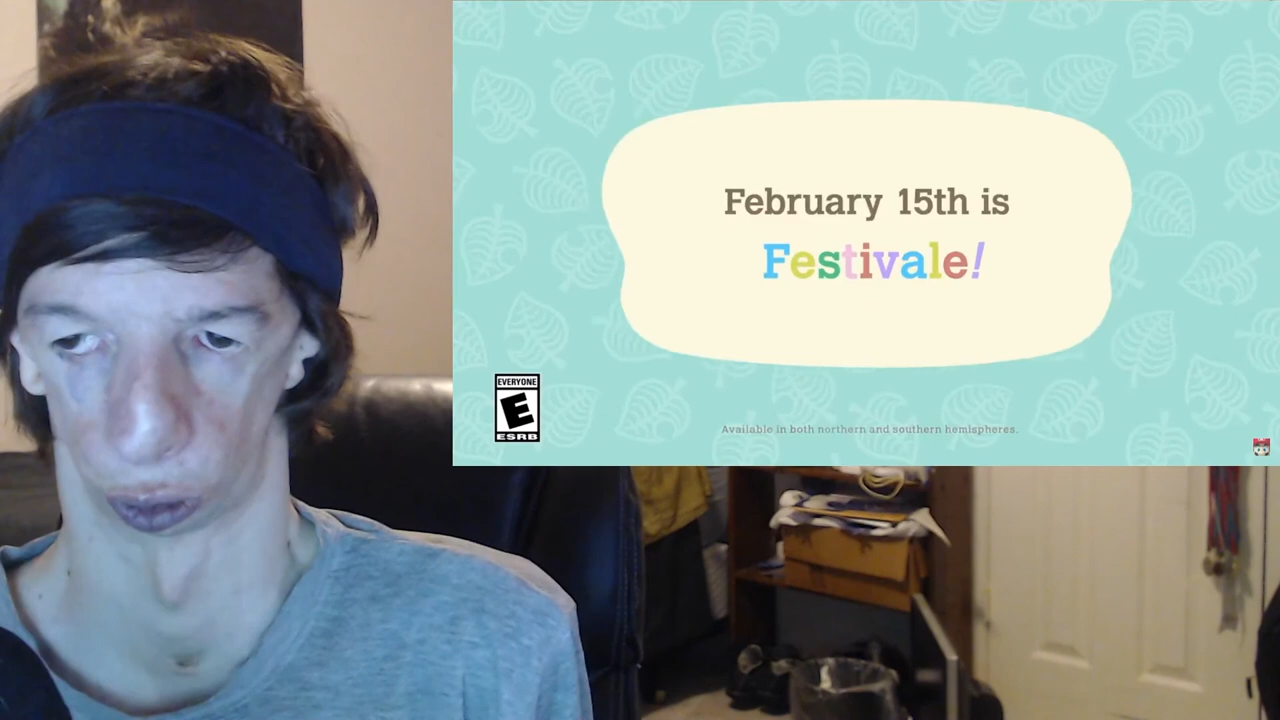 February 15th is
Festivale!
EVERYONE
E
ESRB
Available in both northern and southern hemispheres.